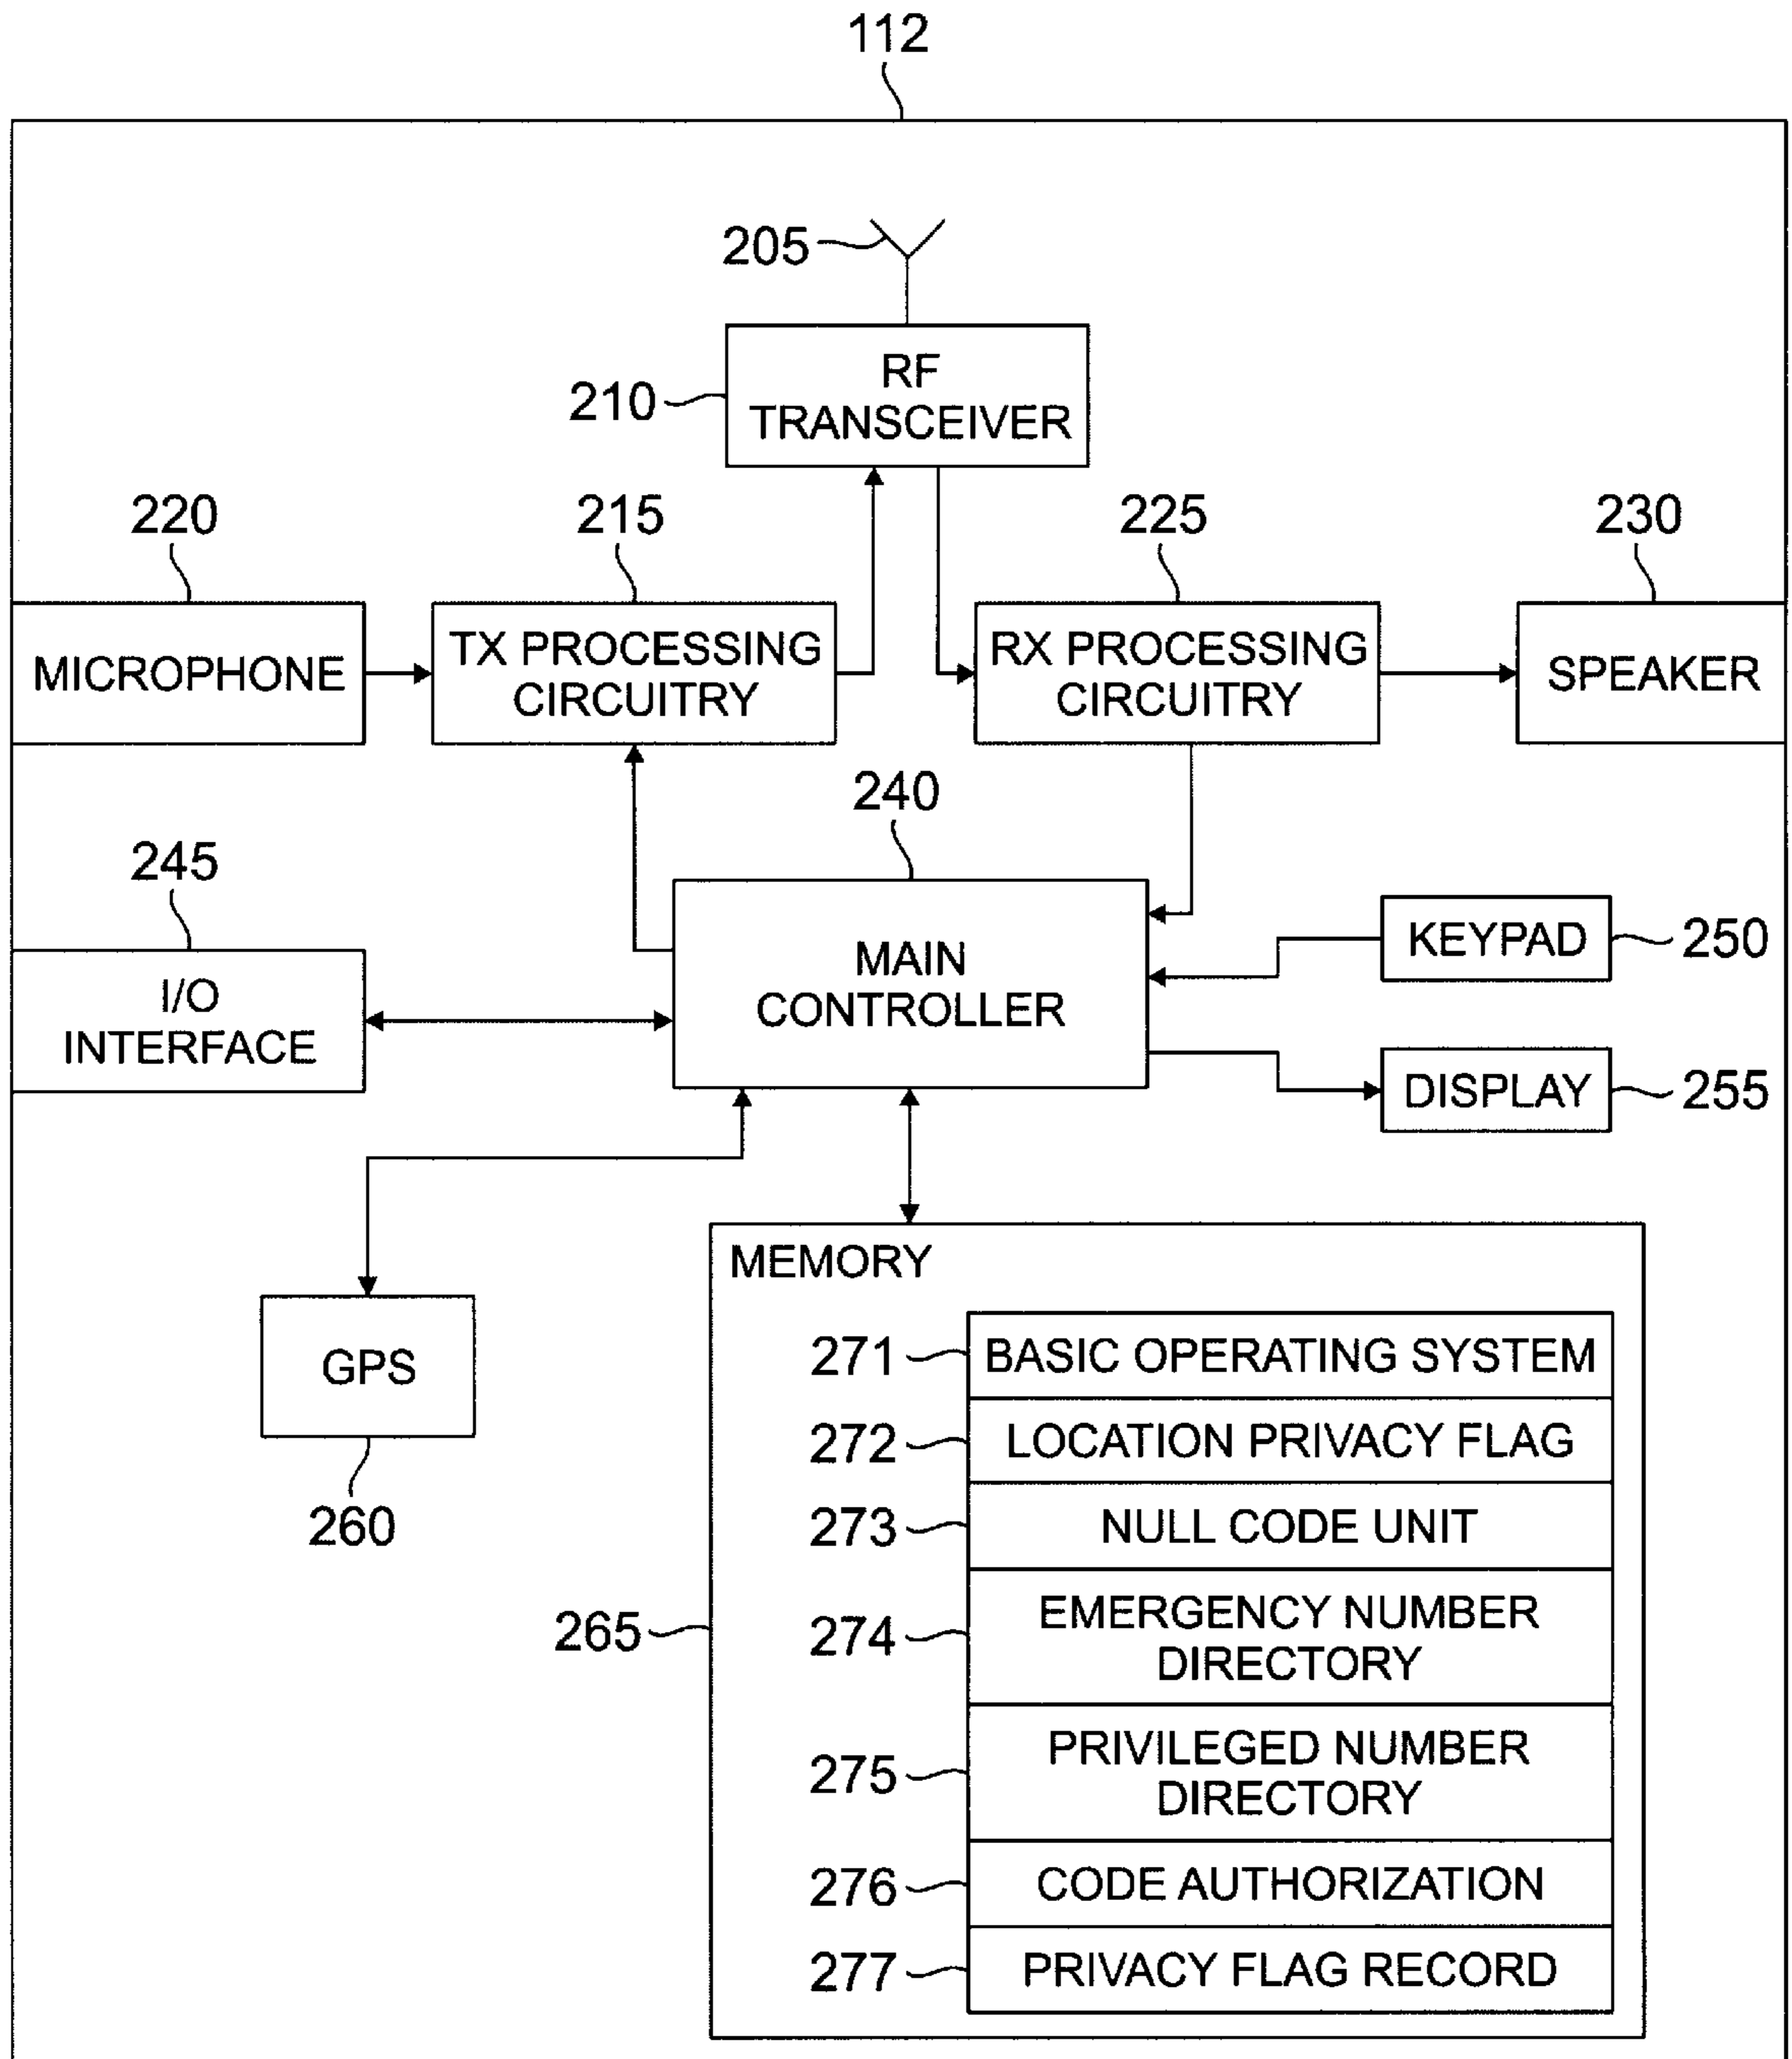 112
205
RF
TRANSCEIVER
210
220
215
225
230
MICROPHONE
TX PROCESSING
CIRCUITRY
RX PROCESSING
CIRCUITRY
SPEAKER
240
245
I/O
INTERFACE
MAIN
CONTROLLER
KEYPAD
250
DISPLAY
255
GPS
260
MEMORY
265
271
BASIC OPERATING SYSTEM
272
LOCATION PRIVACY FLAG
273
NULL CODE UNIT
274
EMERGENCY NUMBER
DIRECTORY
275
PRIVILEGED NUMBER
DIRECTORY
276
CODE AUTHORIZATION
277
PRIVACY FLAG RECORD